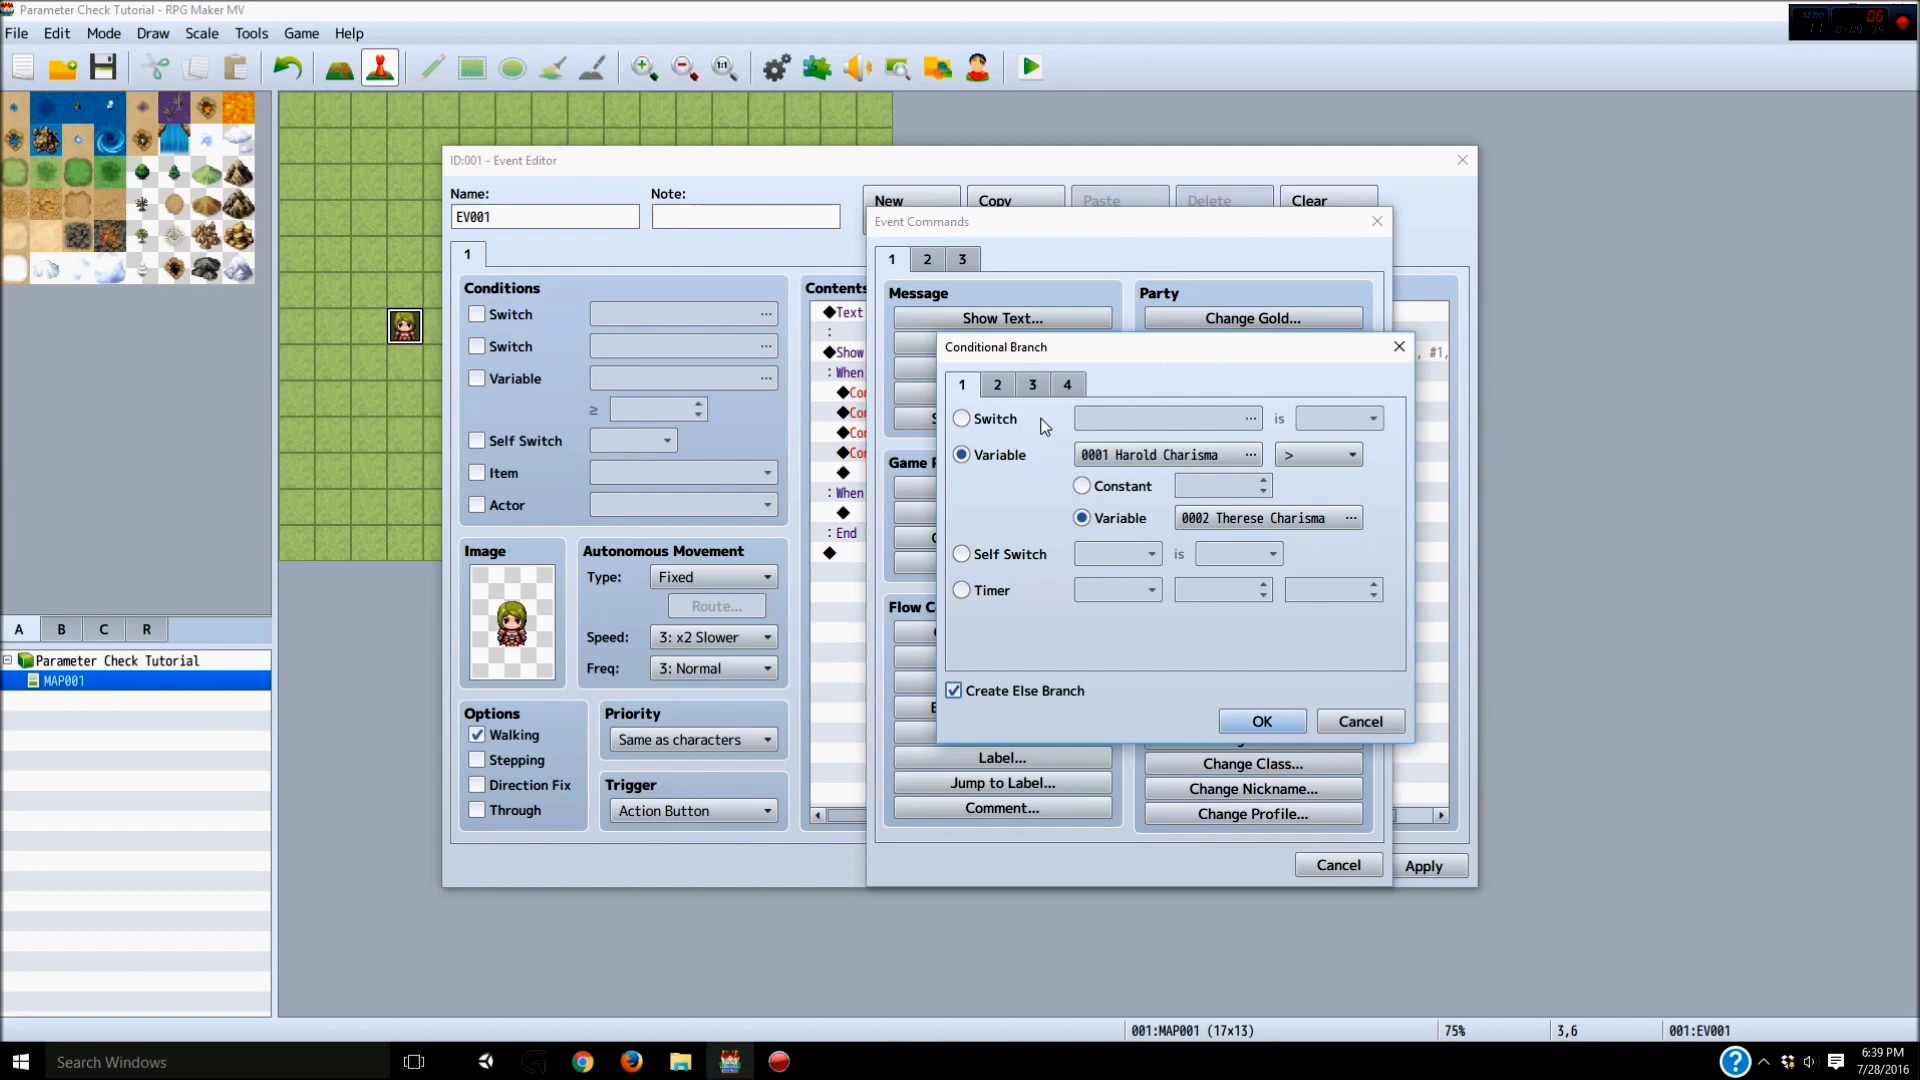 Parameter Check Tutorial - RPG Maker MV
File Edit Mode Draw Scale Tools Game Help
1:1
ID:001 - Event Editor
Name:
Note:
EV001
New
Copy
Paste
Delete
Clear
1
Conditions
Switch
Switch
Variable
≥
Self Switch
Item
Actor
Image
Autonomous Movement
Type: Fixed
Route...
Speed: 3: x2 Slower
Freq: 3: Normal
Options
Walking
Stepping
Direction Fix
Through
Priority
Same as characters
Trigger
Action Button
Contents
◆Text
:
◆Show
, #1,
: When
◆Co
◆Co
◆Co
◆Co
◆
: When
◆
: End
◆
Event Commands
1 2 3
Message
Party
Show Text...
Change Gold...
Game P
Flow C
Label...
Jump to Label...
Comment...
Change Class...
Change Nickname...
Change Profile...
Cancel
Apply
Conditional Branch
1 2 3 4
Switch
is
Variable
0001 Harold Charisma
>
Constant
Variable
0002 Therese Charisma
Self Switch
is
Timer
Create Else Branch
OK
Cancel
A B C R
Parameter Check Tutorial
MAP001
001:MAP001 (17x13)
75%
3,6
001:EV001
Search Windows
6:39 PM
7/28/2016